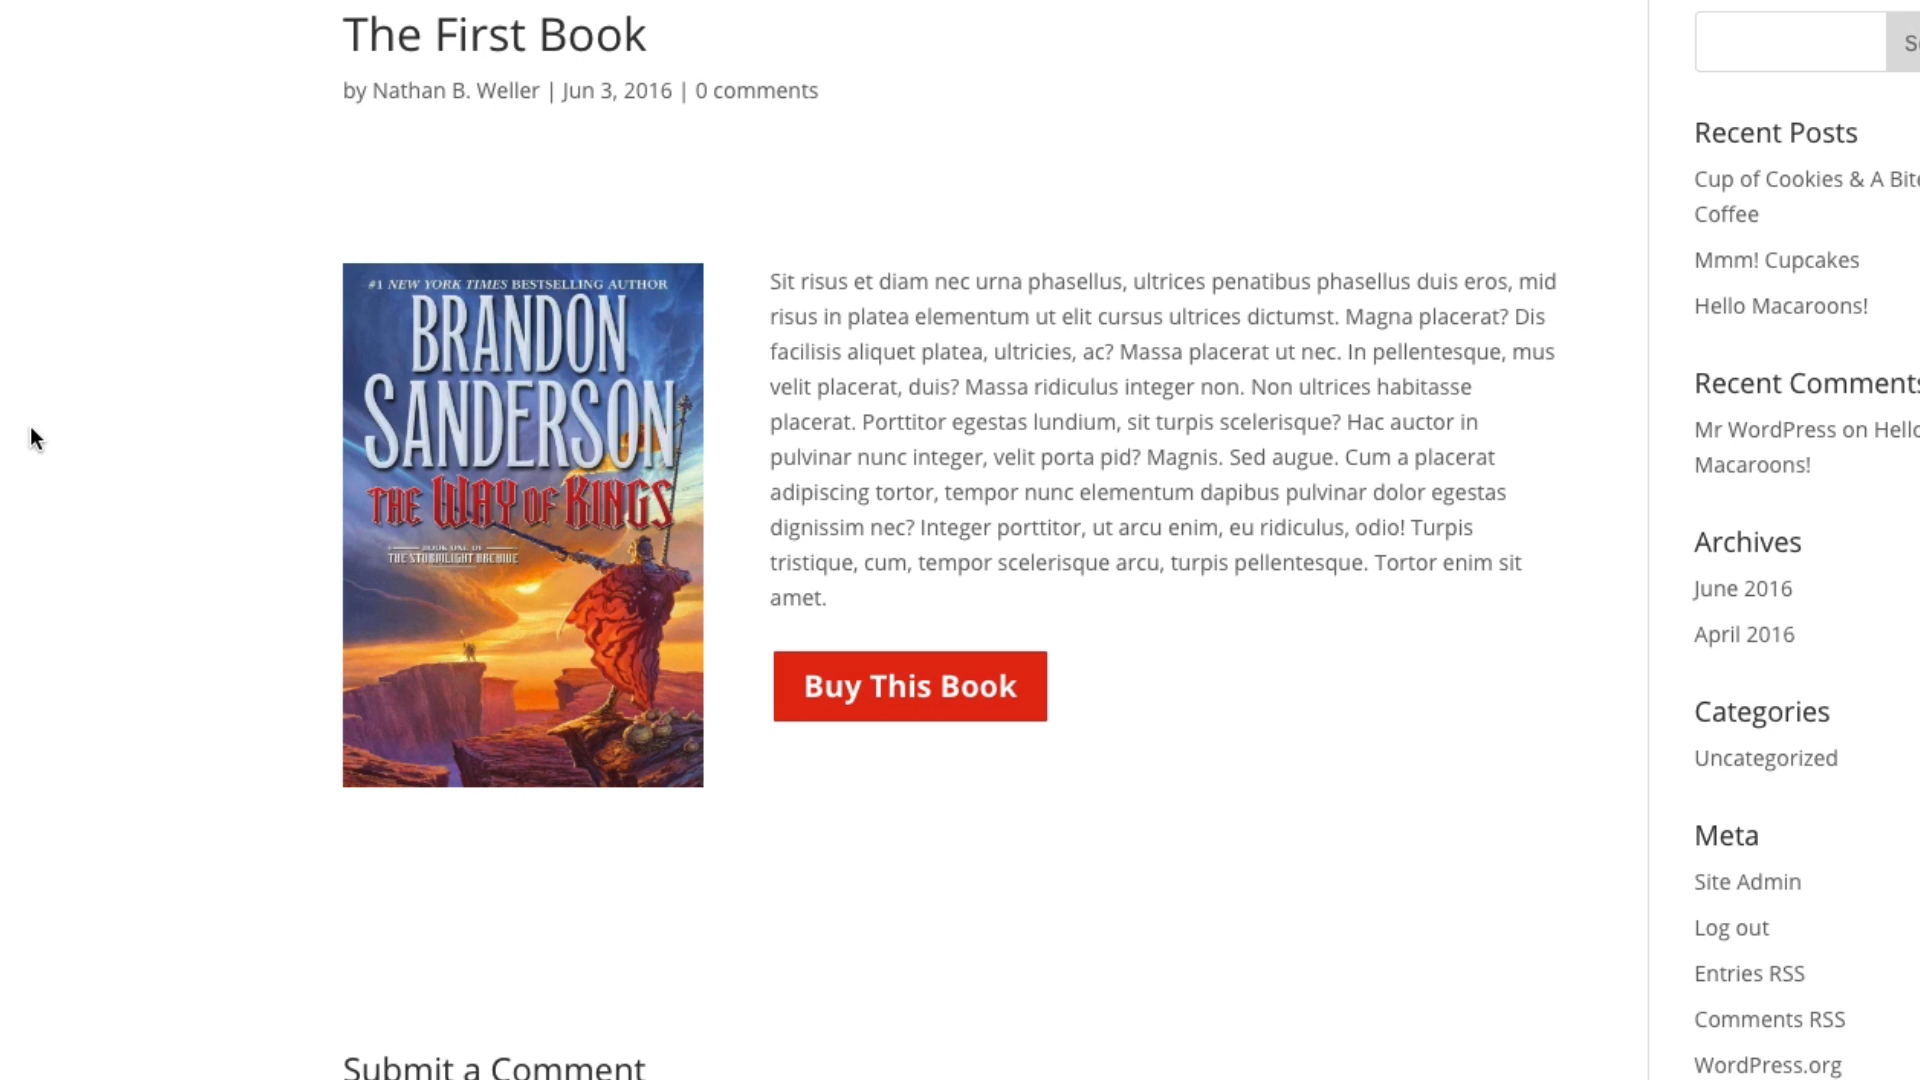 The First Book
by Nathan B. Weller | Jun 3, 2016 | 0 comments
#1 NEW YORK TIMES BESTSELLING AUTHOR
BRANDON
SANDERSON
THE WAY OF KINGS
BOOK ONE OF
THE STORMLIGHT ARCHIVE
Sit risus et diam nec urna phasellus, ultrices penatibus phasellus duis eros, mid
risus in platea elementum ut elit cursus ultrices dictumst. Magna placerat? Dis
facilisis aliquet platea, ultricies, ac? Massa placerat ut nec. In pellentesque, mus
velit placerat, duis? Massa ridiculus integer non. Non ultrices habitasse
placerat. Porttitor egestas lundium, sit turpis scelerisque? Hac auctor in
pulvinar nunc integer, velit porta pid? Magnis. Sed augue. Cum a placerat
adipiscing tortor, tempor nunc elementum dapibus pulvinar dolor egestas
dignissim nec? Integer porttitor, ut arcu enim, eu ridiculus, odio! Turpis
tristique, cum, tempor scelerisque arcu, turpis pellentesque. Tortor enim sit
amet.
Buy This Book
Submit a Comment
Recent Posts
Cup of Cookies & A Bite
Coffee
Mmm! Cupcakes
Hello Macaroons!
Recent Comments
Mr WordPress on Hello
Macaroons!
Archives
June 2016
April 2016
Categories
Uncategorized
Meta
Site Admin
Log out
Entries RSS
Comments RSS
WordPress.org